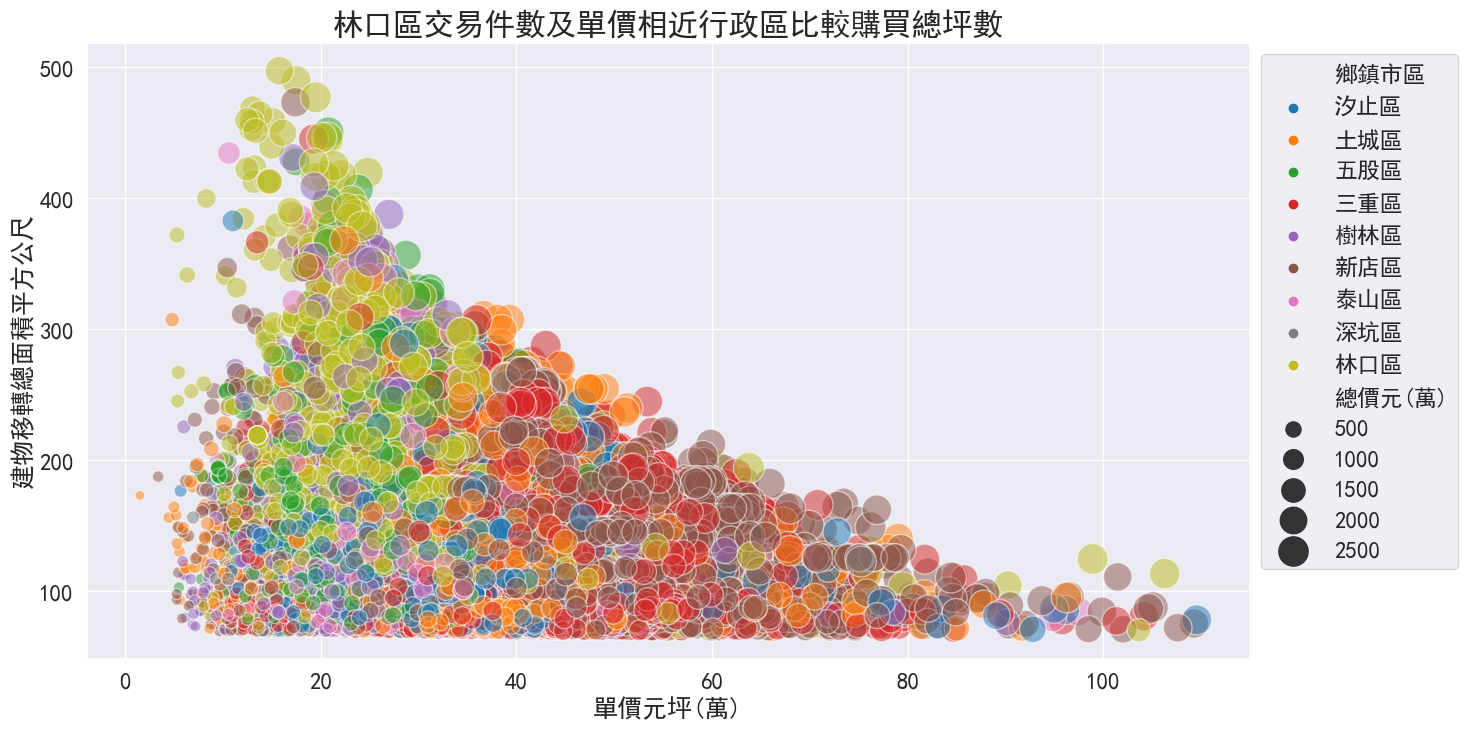 林口區交易件數及單價相近行政區比較購買總坪數
建物移轉總面積平方公尺
500
400
300
200
100
0
20
40
60
80
100
單價元坪(萬)
鄉鎮市區
汐止區
土城區
五股區
三重區
樹林區
新店區
泰山區
深坑區
林口區
總價元(萬)
500
1000
1500
2000
2500